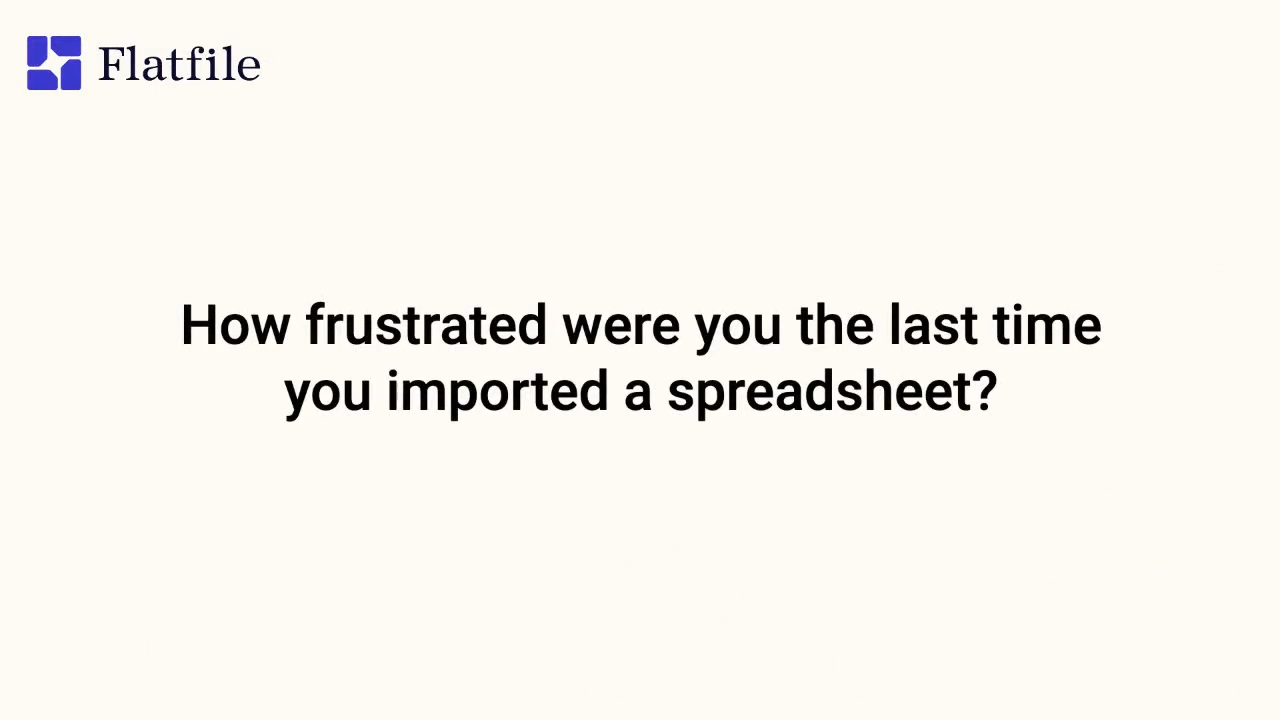 Flatfile
How frustrated were you the last time
you imported a spreadsheet?